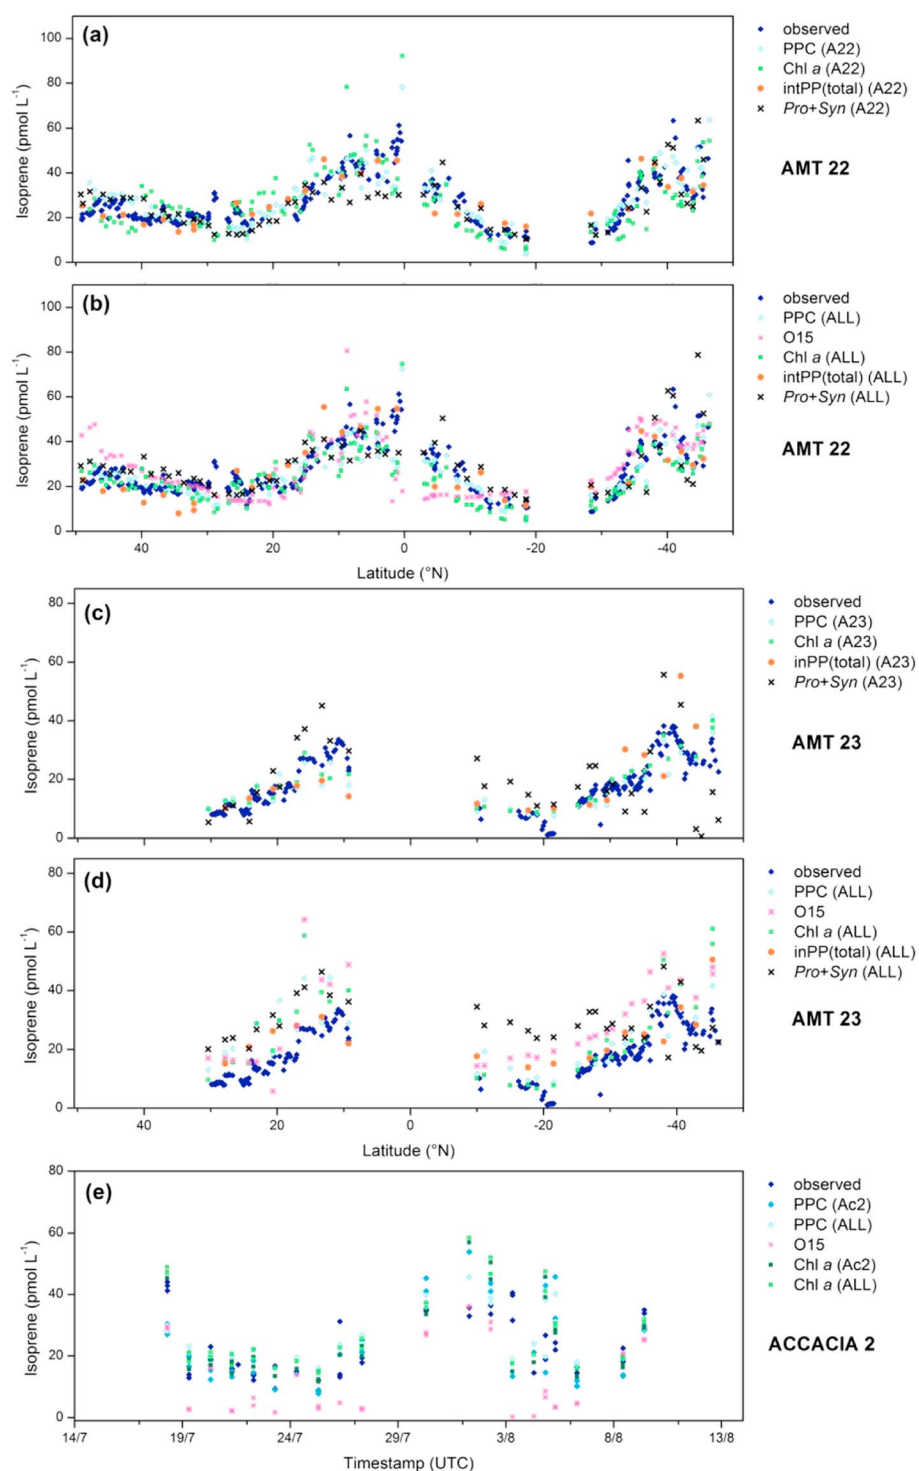 (a)
Isoprene (pmol L-1)
100
80
60
40
20
0
observed
PPC (A22)
Chl a (A22)
intPP(total) (A22)
Pro+Syn (A22)
AMT 22
(b)
Isoprene (pmol L-1)
100
80
60
40
20
0
40 20 0 -20 -40
Latitude (°N)
observed
PPC (ALL)
O15
Chl a (ALL)
intPP(total) (ALL)
Pro+Syn (ALL)
AMT 22
(c)
Isoprene (pmol L-1)
80
60
40
20
0
observed
PPC (A23)
Chl a (A23)
inPP(total) (A23)
Pro+Syn (A23)
AMT 23
(d)
Isoprene (pmol L-1)
80
60
40
20
0
40 20 0 -20 -40
Latitude (°N)
observed
PPC (ALL)
O15
Chl a (ALL)
inPP(total) (ALL)
Pro+Syn (ALL)
AMT 23
(e)
Isoprene (pmol L-1)
80
60
40
20
0
14/7 19/7 24/7 29/7 3/8 8/8 13/8
Timestamp (UTC)
observed
PPC (Ac2)
PPC (ALL)
O15
Chl a (Ac2)
Chl a (ALL)
ACCACIA 2